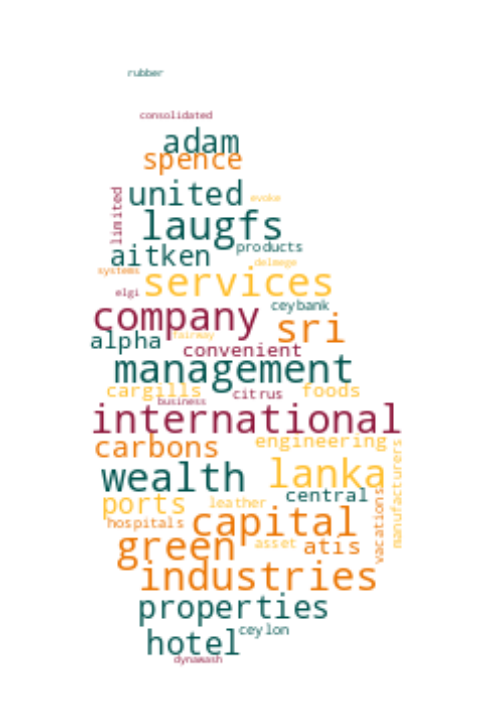 rubber
consolidated
adam
spence
united
evoke
limited
laugfs
products
aitken
delmege
systems
services
elgi
ceybank
company
sri
fairway
alpha
convenient
management
cargills
citrus
foods
business
international
carbons
engineering
manufacturers
wealth
lanka
central
ports
leather
vacations
hospitals
capital
green
asset
atis
industries
properties
ceylon
hotel
dynawash